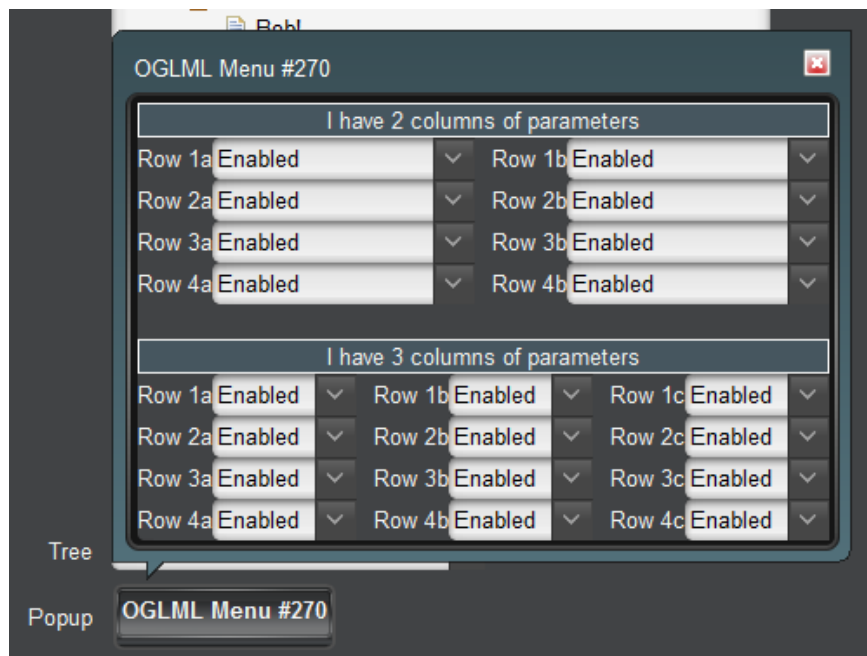 Bob!
OGLML Menu #270
I have 2 columns of parameters
Row 1a Enabled Row 1b Enabled
Row 2a Enabled Row 2b Enabled
Row 3a Enabled Row 3b Enabled
Row 4a Enabled Row 4b Enabled
I have 3 columns of parameters
Row 1a Enabled Row 1b Enabled Row 1c Enabled
Row 2a Enabled Row 2b Enabled Row 2c Enabled
Row 3a Enabled Row 3b Enabled Row 3c Enabled
Row 4a Enabled Row 4b Enabled Row 4c Enabled
Tree
Popup OGLML Menu #270